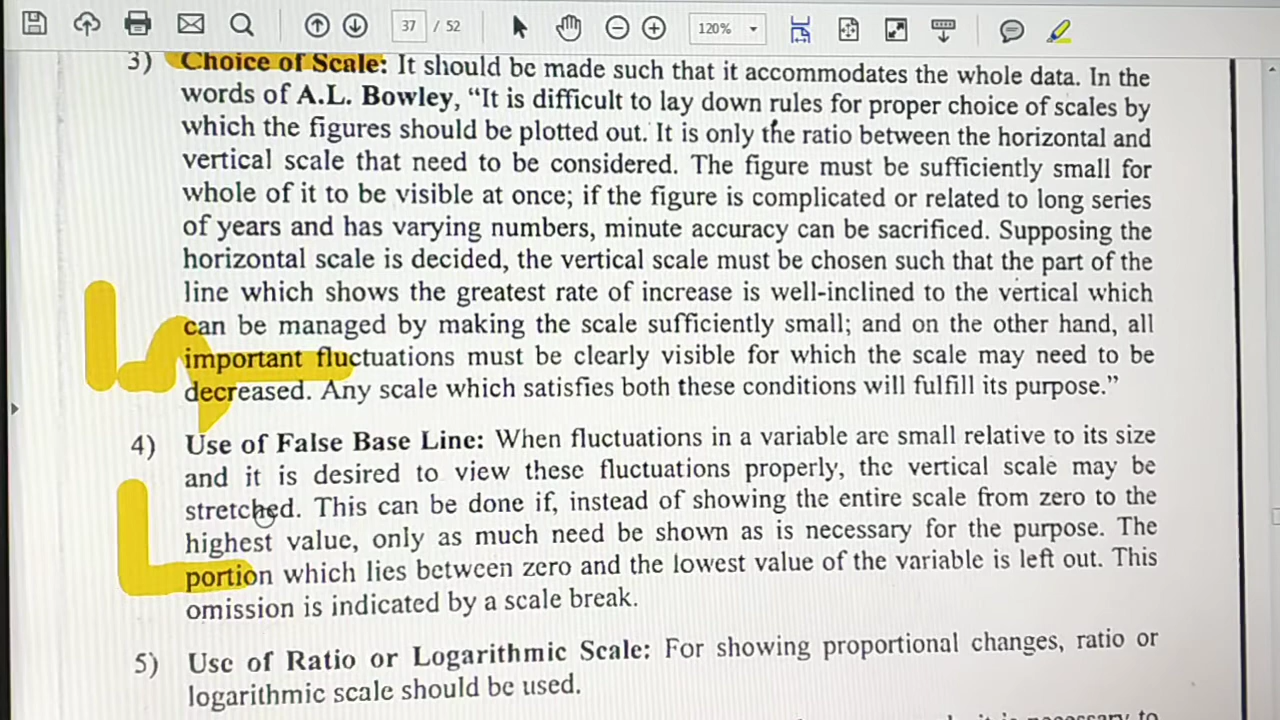 37 / 52
120%
3) Choice of Scale: It should be made such that it accommodates the whole data. In the
words of A.L. Bowley, “It is difficult to lay down rules for proper choice of scales by
which the figures should be plotted out. It is only the ratio between the horizontal and
vertical scale that need to be considered. The figure must be sufficiently small for
whole of it to be visible at once; if the figure is complicated or related to long series
of years and has varying numbers, minute accuracy can be sacrificed. Supposing the
horizontal scale is decided, the vertical scale must be chosen such that the part of the
line which shows the greatest rate of increase is well-inclined to the vertical which
can be managed by making the scale sufficiently small; and on the other hand, all
important fluctuations must be clearly visible for which the scale may need to be
decreased. Any scale which satisfies both these conditions will fulfill its purpose.”
4) Use of False Base Line: When fluctuations in a variable are small relative to its size
and it is desired to view these fluctuations properly, the vertical scale may be
stretched. This can be done if, instead of showing the entire scale from zero to the
highest value, only as much need be shown as is necessary for the purpose. The
portion which lies between zero and the lowest value of the variable is left out. This
omission is indicated by a scale break.
5) Use of Ratio or Logarithmic Scale: For showing proportional changes, ratio or
logarithmic scale should be used.
it is necessary to